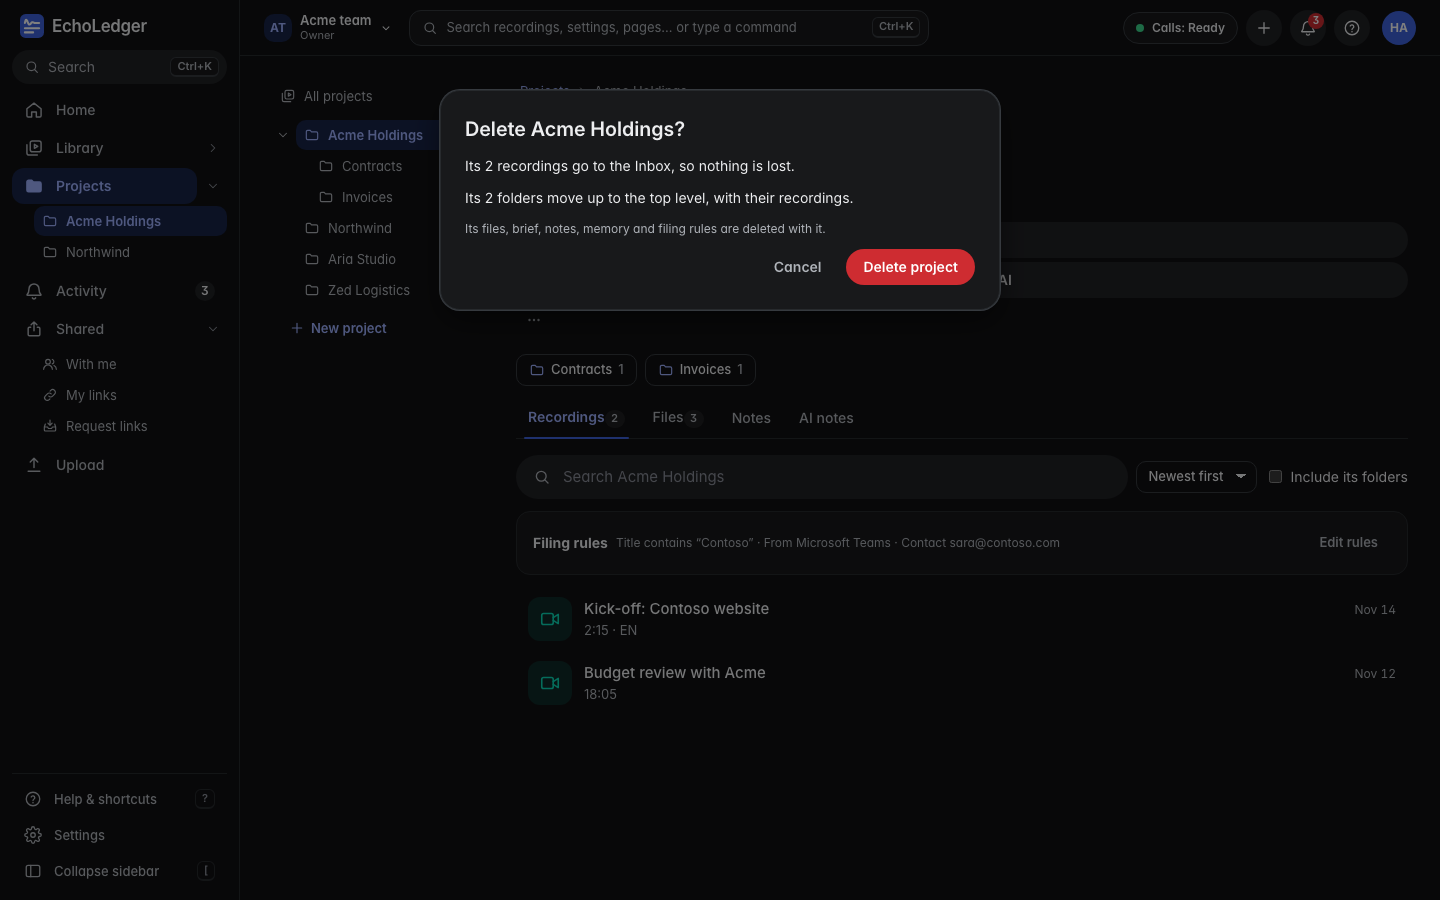 EchoLedger
Search Ctrl+K
Home
Library
Projects
Acme Holdings
Northwind
Activity 3
Shared
With me
My links
Request links
Upload
Help & shortcuts ?
Settings
Collapse sidebar [
AT Acme team
Owner
Search recordings, settings, pages... or type a command Ctrl+K
Calls: Ready
3
HA
All projects
Acme Holdings
Contracts
Invoices
Northwind
Aria Studio
Zed Logistics
New project
Delete Acme Holdings?
Its 2 recordings go to the Inbox, so nothing is lost.
Its 2 folders move up to the top level, with their recordings.
Its files, brief, notes, memory and filing rules are deleted with it.
Cancel Delete project
AI
...
Contracts 1 Invoices 1
Recordings 2 Files 3 Notes AI notes
Search Acme Holdings Newest first Include its folders
Filing rules Title contains “Contoso” · From Microsoft Teams · Contact sara@contoso.com Edit rules
Kick-off: Contoso website Nov 14
2:15 · EN
Budget review with Acme Nov 12
18:05